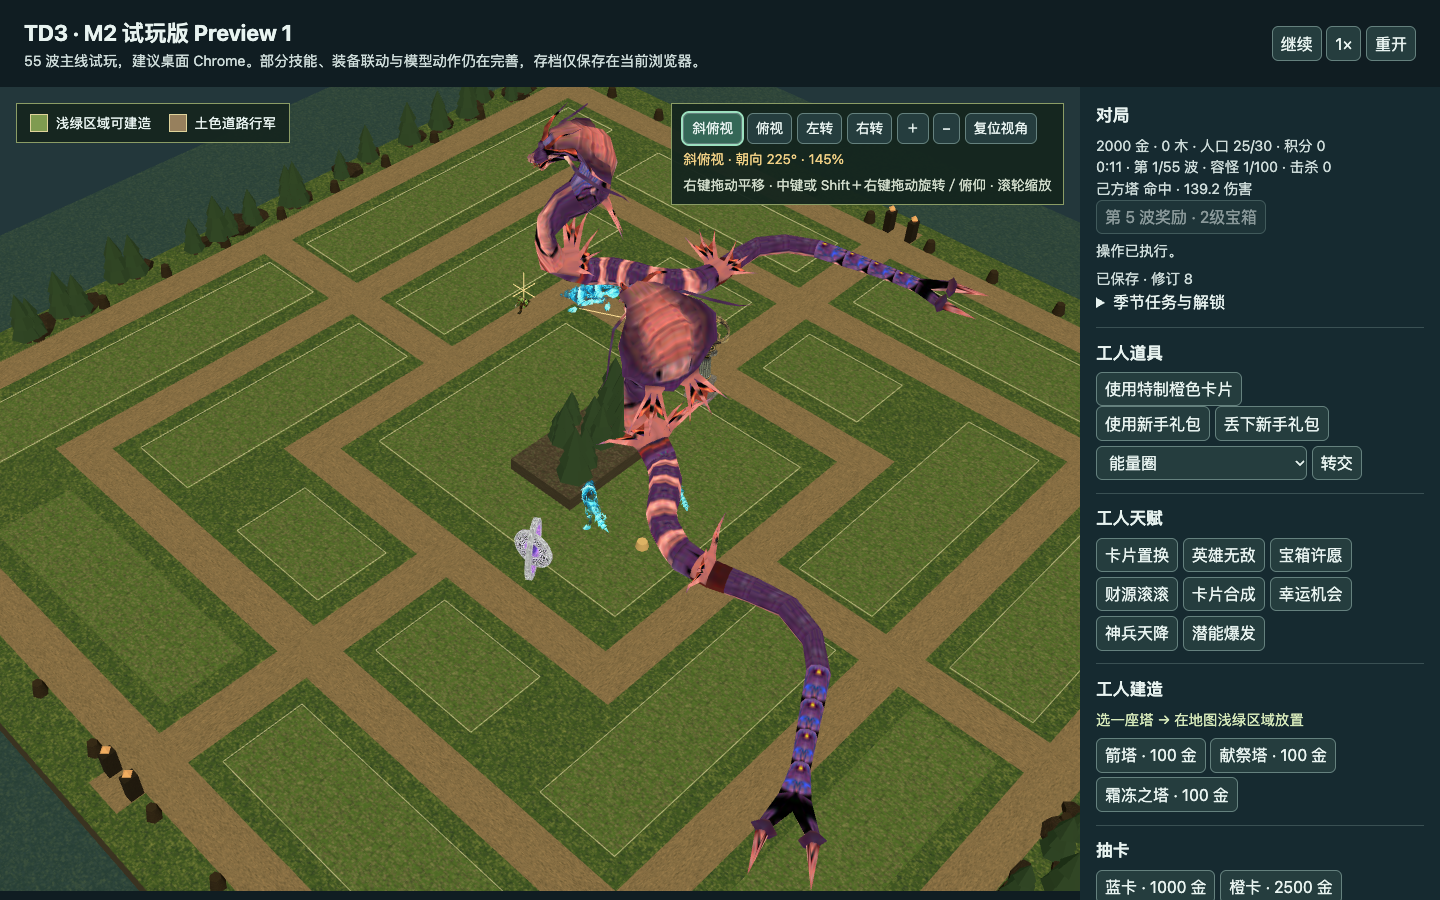 TD3 · M2 试玩版 Preview 1
55 波主线试玩，建议桌面 Chrome。部分技能、装备联动与模型动作仍在完善，存档仅保存在当前浏览器。
继续 1× 重开
浅绿区域可建造 土色道路行军
斜俯视 俯视 左转 右转 + − 复位视角
斜俯视 · 朝向 225° · 145%
右键拖动平移 · 中键或 Shift＋右键拖动旋转 / 俯仰 · 滚轮缩放
对局
2000 金 · 0 木 · 人口 25/30 · 积分 0
0:11 · 第 1/55 波 · 容怪 1/100 · 击杀 0
己方塔 命中 · 139.2 伤害
第 5 波奖励 · 2级宝箱
操作已执行。
已保存 · 修订 8
▶ 季节任务与解锁
工人道具
使用特制橙色卡片
使用新手礼包 丢下新手礼包
能量圈 转交
工人天赋
卡片置换 英雄无敌 宝箱许愿
财源滚滚 卡片合成 幸运机会
神兵天降 潜能爆发
工人建造
选一座塔 → 在地图浅绿区域放置
箭塔 · 100 金 献祭塔 · 100 金
霜冻之塔 · 100 金
抽卡
蓝卡 · 1000 金 橙卡 · 2500 金